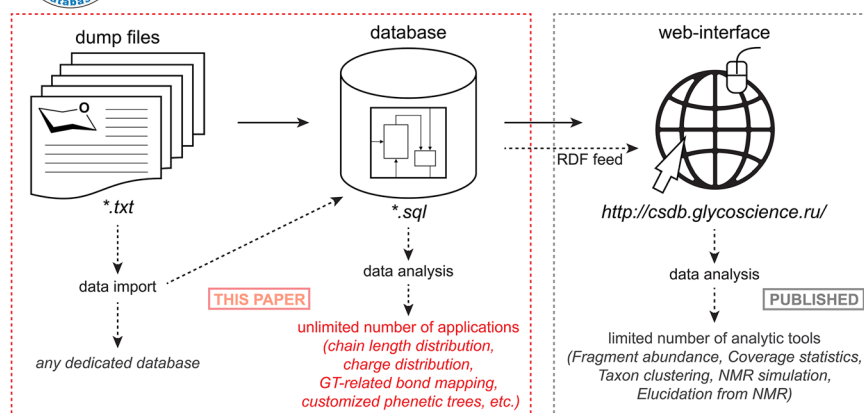 database
dump files
database
web-interface
O
RDF feed
*.txt
*.sql
http://csdb.glycoscience.ru/
data import
data analysis
data analysis
THIS PAPER
PUBLISHED
any dedicated database
unlimited number of applications
(chain length distribution,
charge distribution,
GT-related bond mapping,
customized phenetic trees, etc.)
limited number of analytic tools
(Fragment abundance, Coverage statistics,
Taxon clustering, NMR simulation,
Elucidation from NMR)